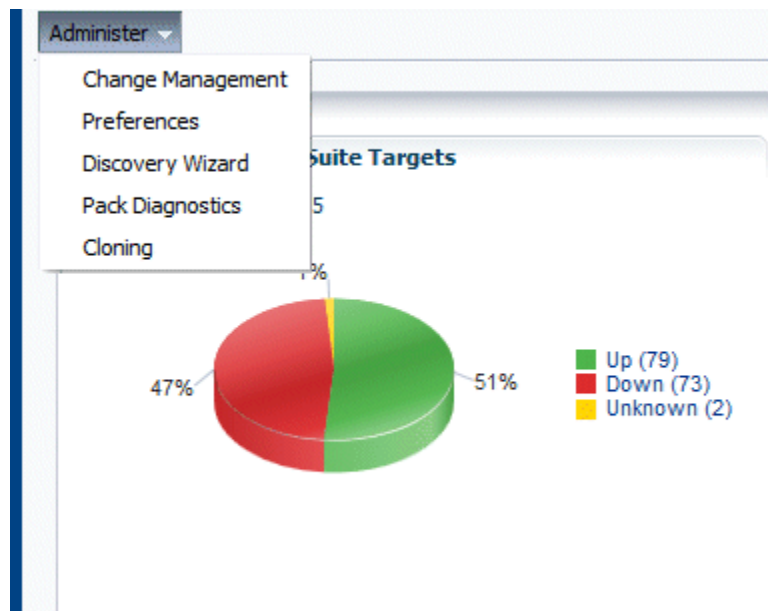 Administer
Change Management
Preferences
Discovery Wizard
Suite Targets
Pack Diagnostics
5
Cloning
47%
51%
Up (79)
Down (73)
Unknown (2)